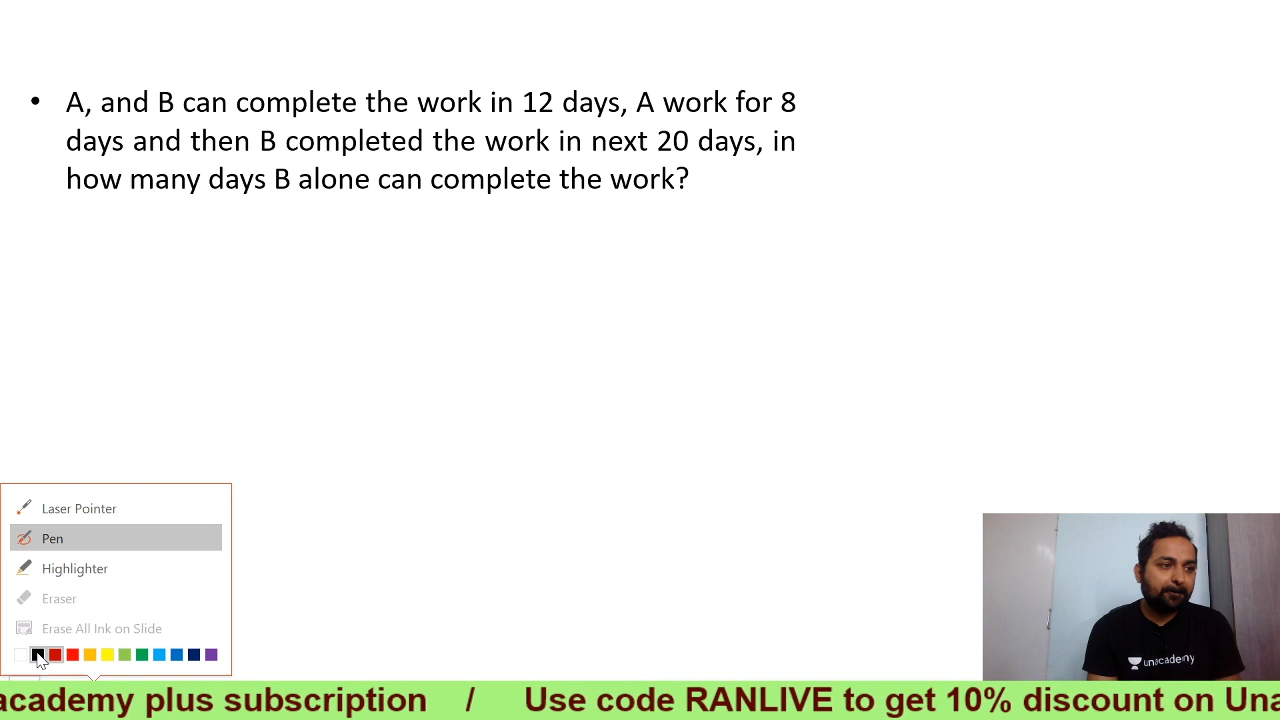 • A, and B can complete the work in 12 days, A work for 8
days and then B completed the work in next 20 days, in
how many days B alone can complete the work?
Laser Pointer
Pen
Highlighter
Eraser
Erase All Ink on Slide
unacademy
academy plus subscription / Use code RANLIVE to get 10% discount on Una